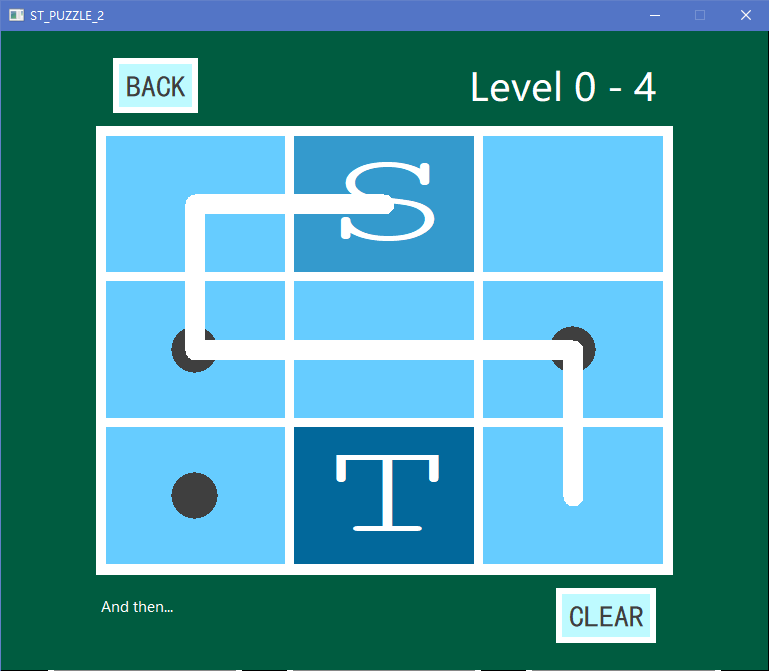 ST_PUZZLE_2
BACK
Level 0 - 4
S
T
And then...
CLEAR